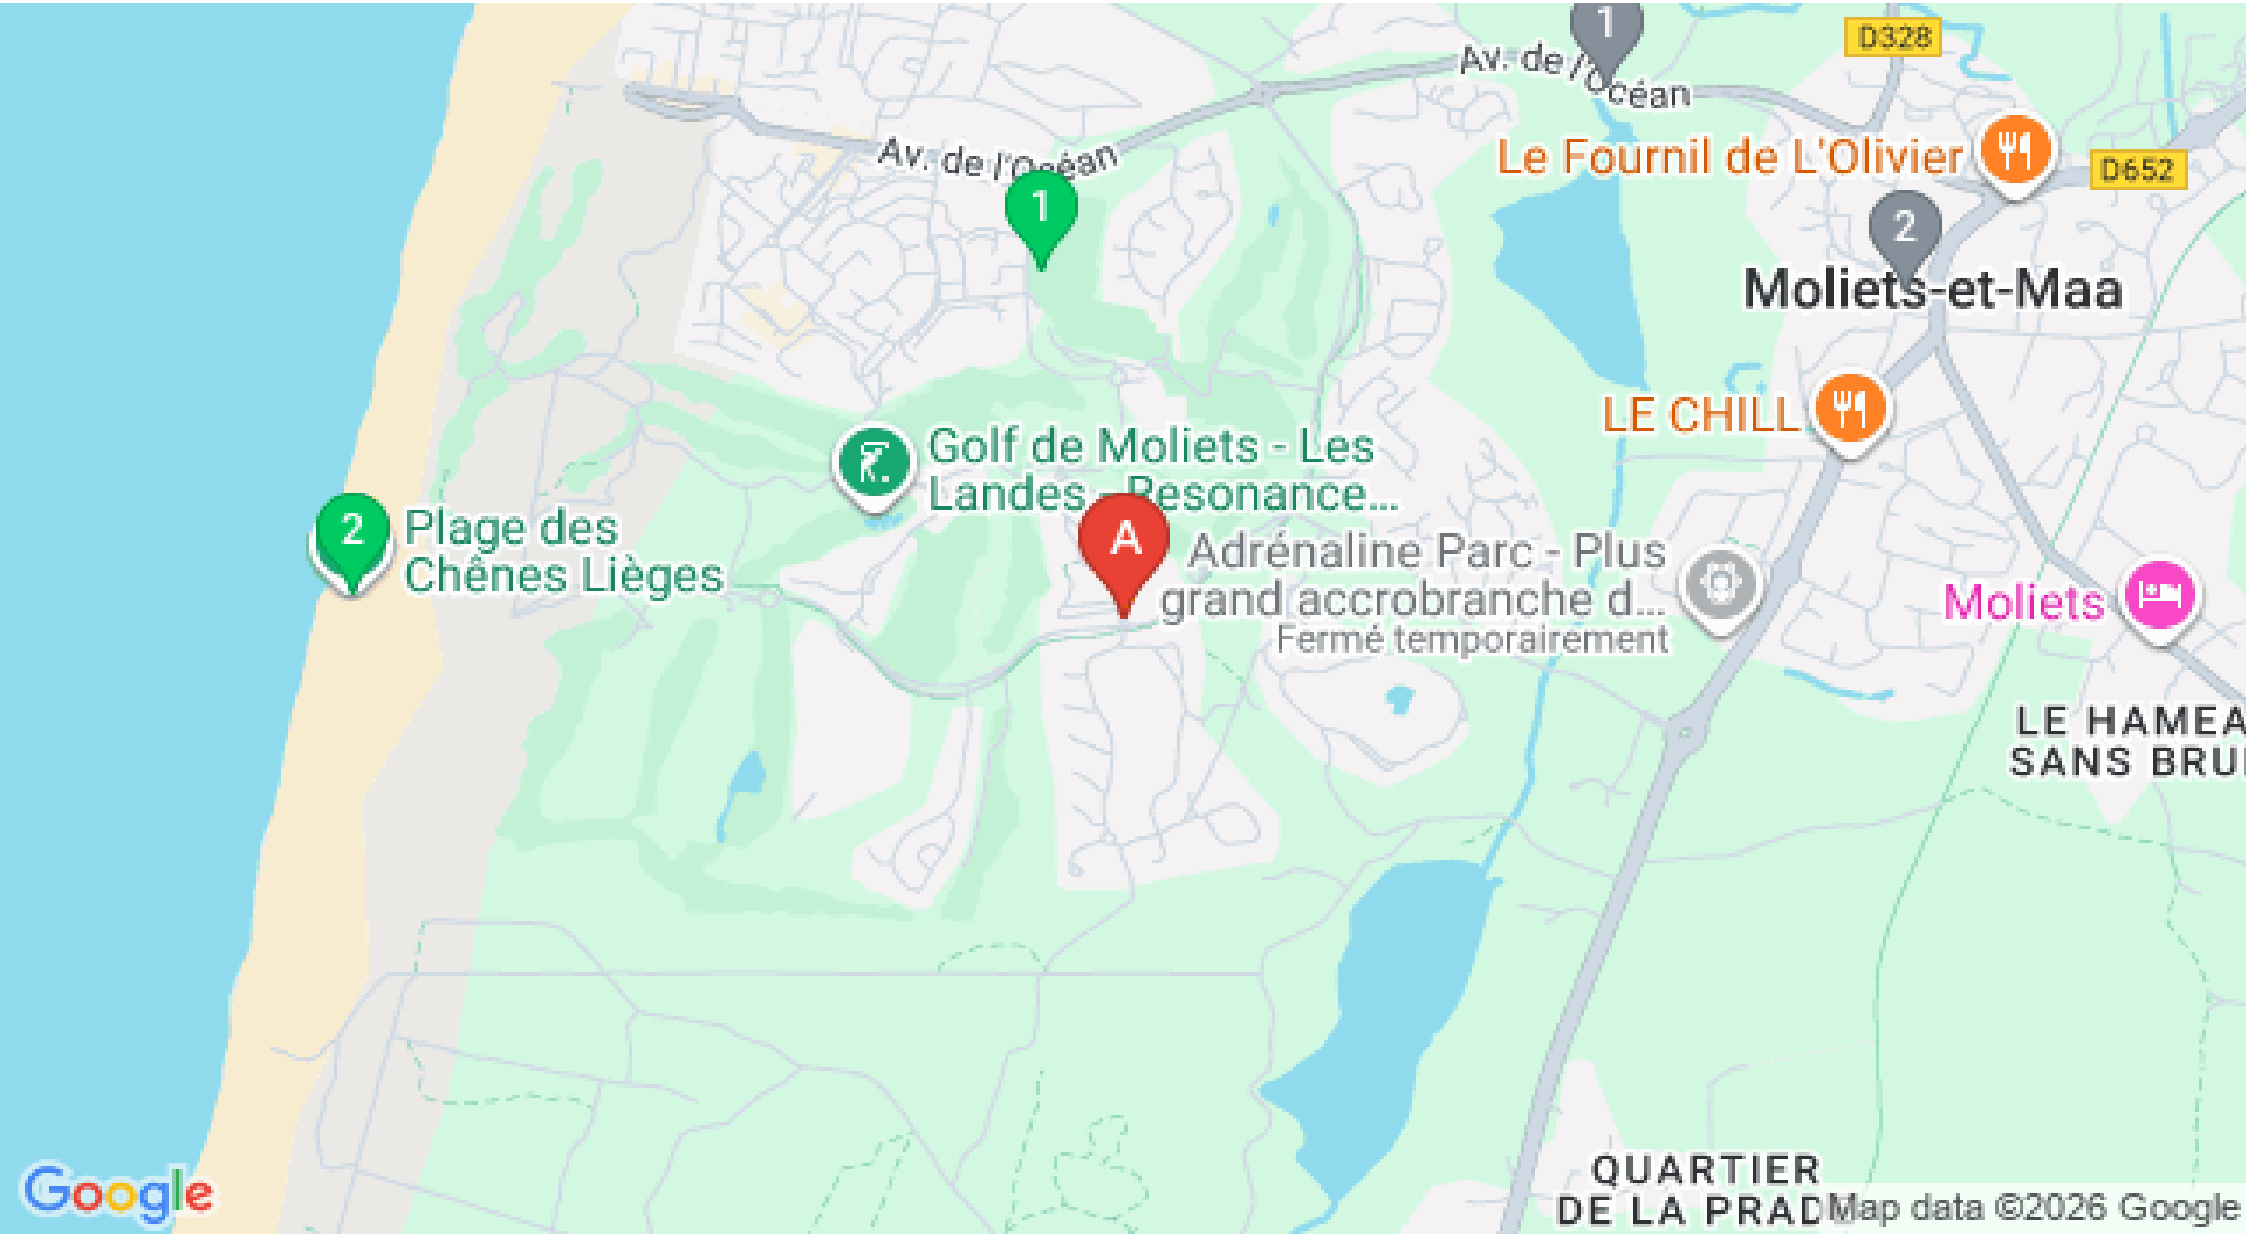 1
D328
Av. de l'Océan
Le Fournil de L'Olivier
D652
Av. de l'Océan
1
2
Moliets-et-Maa
LE CHILL
Golf de Moliets - Les
Landes - Resonance...
A
2
Plage des
Chênes Lièges
Adrénaline Parc - Plus
grand accrobranche d...
Fermé temporairement
Moliets
LE HAMEA
SANS BRUI
QUARTIER
DE LA PRAD
Google
Map data ©2026 Google